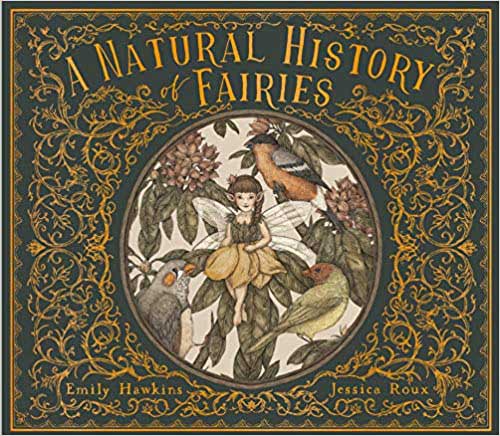 A NATURAL HISTORY
of FAIRIES
Emily Hawkins
Jessica Roux